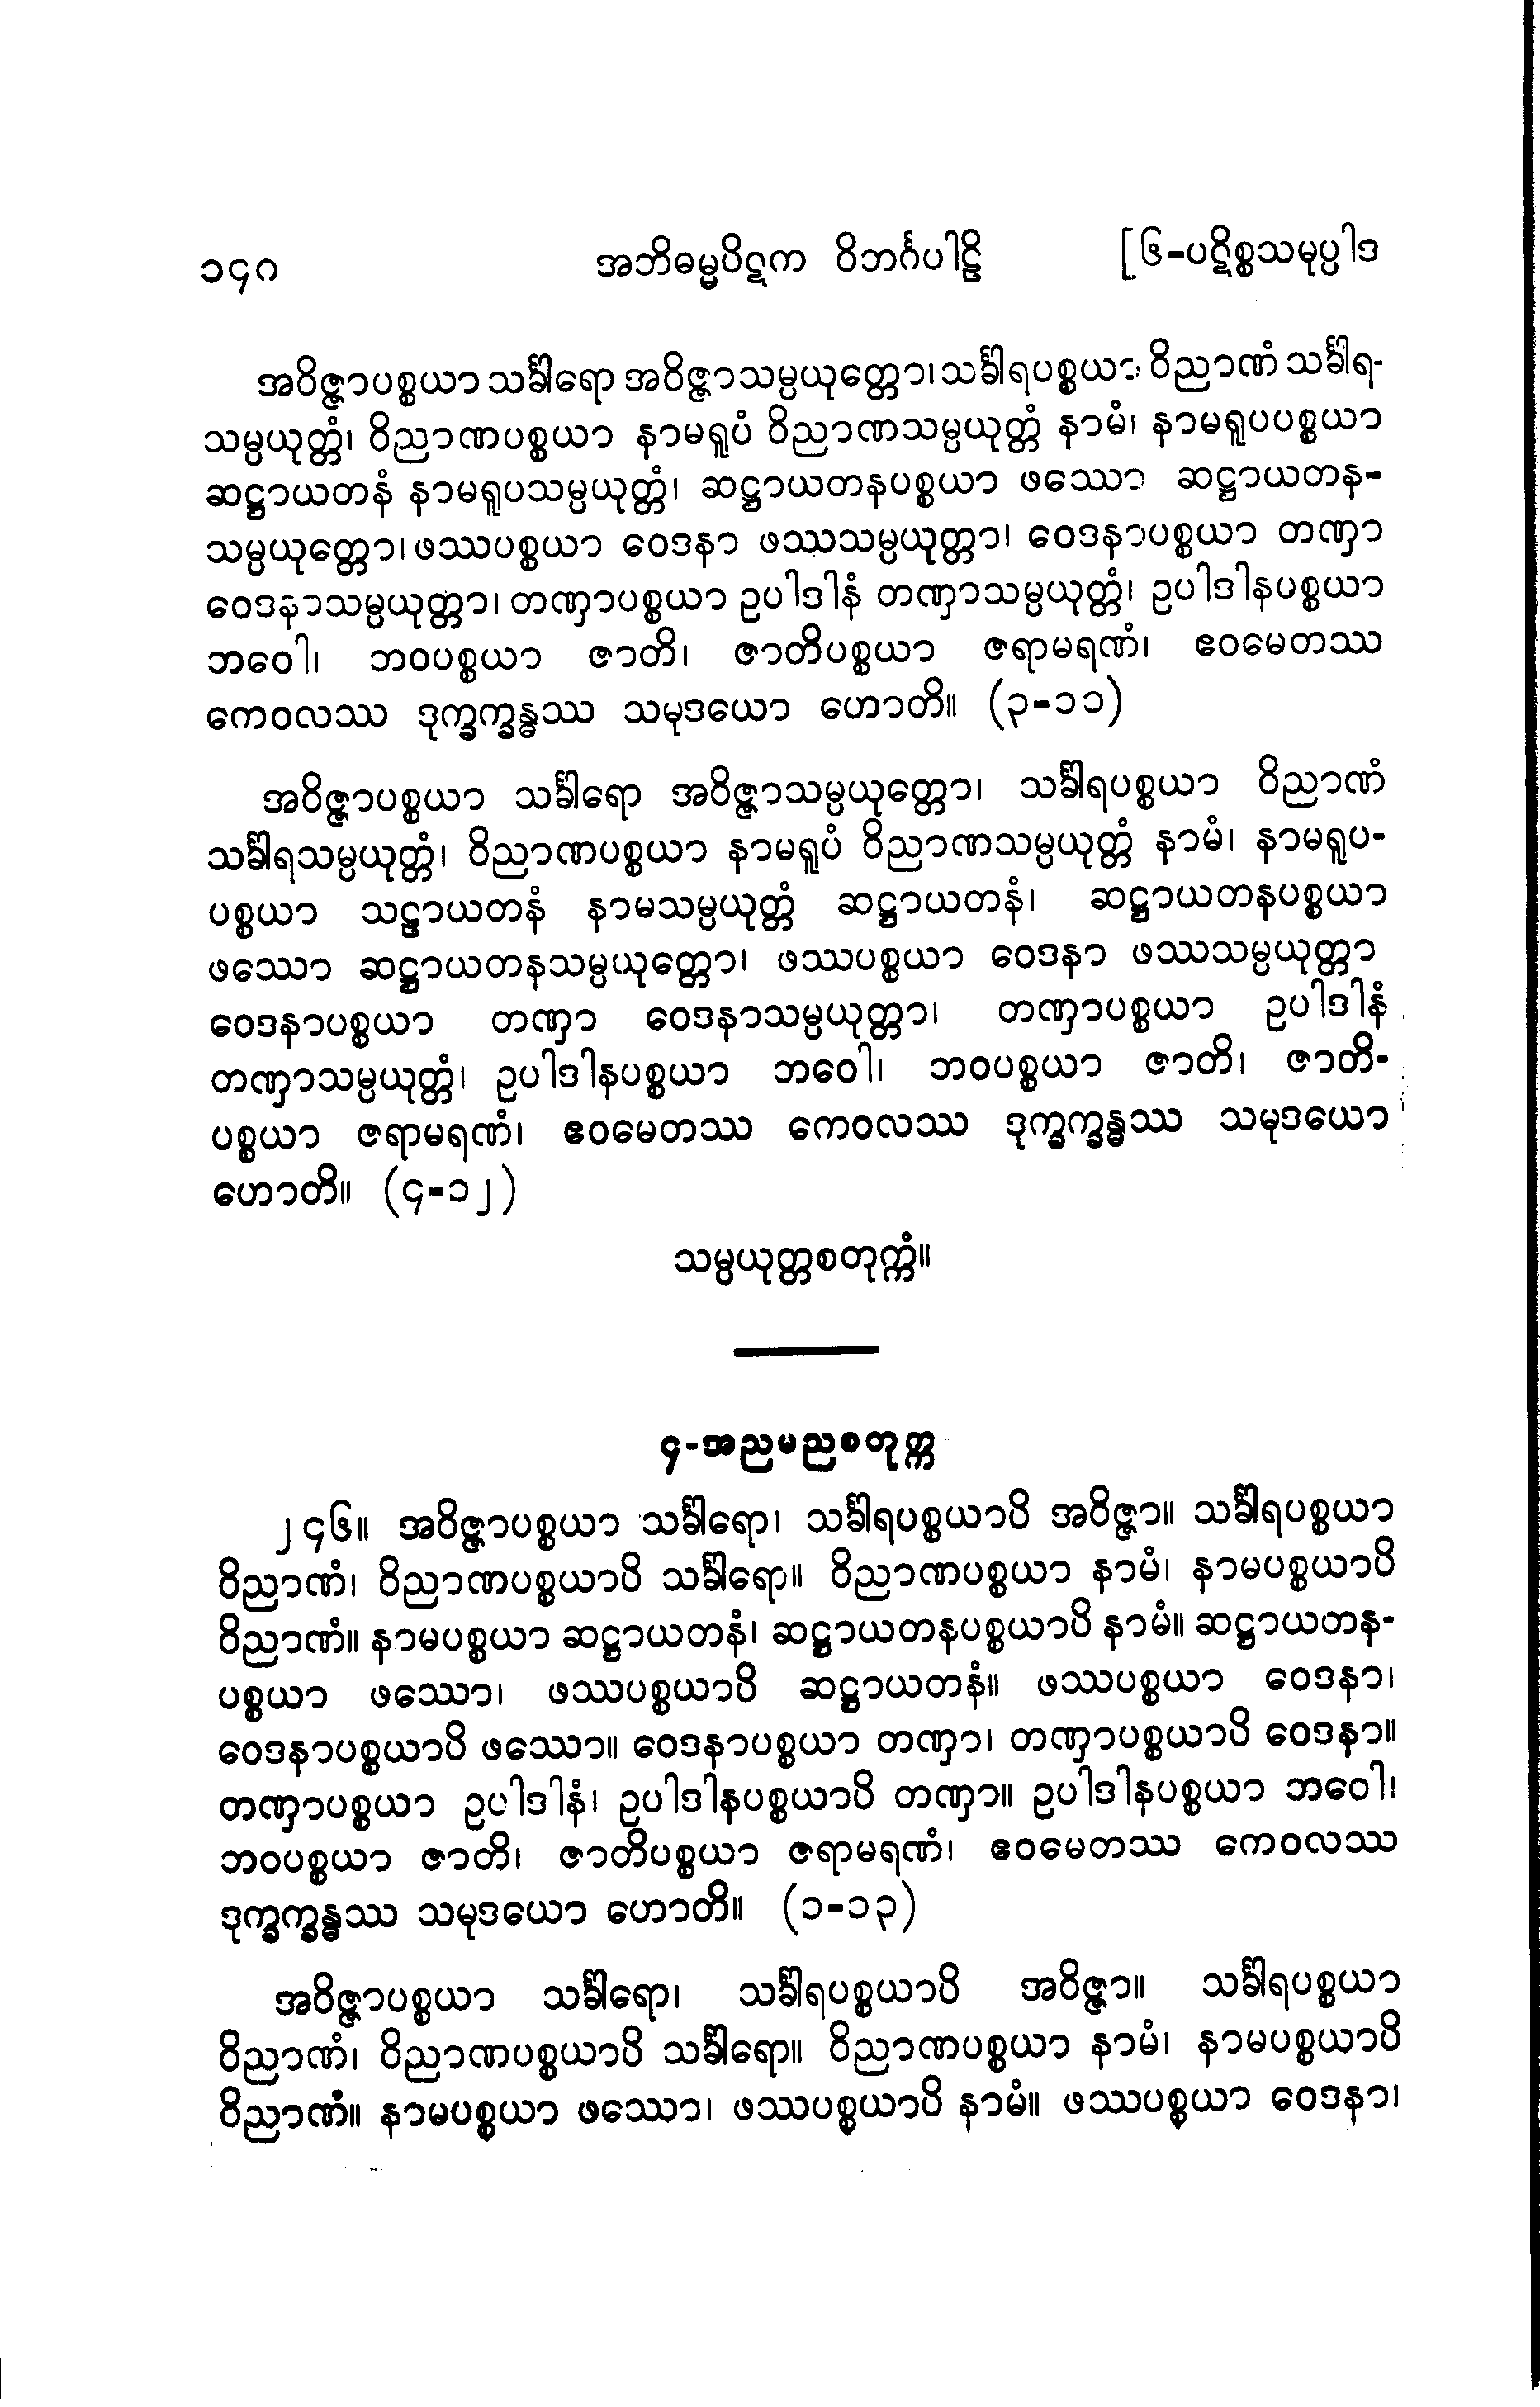 ၁၄၈ အဘိဓမ္မပိဋက ဝိဘင်္ဂပါဠိ [၆-ပဋိစ္စသမုပ္ပါဒ
အဝိဇ္ဇာပစ္စယာ သင်္ခါရော အဝိဇ္ဇာသမ္ပယုတ္တော၊ သင်္ခါရပစ္စယာ ဝိညာဏံ သင်္ခါရ-
သမ္ပယုတ္တံ၊ ဝိညာဏပစ္စယာ နာမရူပံ ဝိညာဏသမ္ပယုတ္တံ နာမံ၊ နာမရူပပစ္စယာ
ဆဋ္ဌာယတနံ နာမရူပသမ္ပယုတ္တံ၊ ဆဋ္ဌာယတနပစ္စယာ ဖဿော ဆဋ္ဌာယတန-
သမ္ပယုတ္တော၊ ဖဿပစ္စယာ ဝေဒနာ ဖဿသမ္ပယုတ္တာ၊ ဝေဒနာပစ္စယာ တဏှာ
ဝေဒနာသမ္ပယုတ္တာ၊ တဏှာပစ္စယာ ဥပါဒါနံ တဏှာသမ္ပယုတ္တံ၊ ဥပါဒါနပစ္စယာ
ဘဝေါ၊ ဘဝပစ္စယာ ဇာတိ၊ ဇာတိပစ္စယာ ဇရာမရဏံ၊ ဧဝမေတဿ
ကေဝလဿ ဒုက္ခက္ခန္ဓဿ သမုဒယော ဟောတိ။ (၃-၁၁)
အဝိဇ္ဇာပစ္စယာ သင်္ခါရော အဝိဇ္ဇာသမ္ပယုတ္တော၊ သင်္ခါရပစ္စယာ ဝိညာဏံ
သင်္ခါရသမ္ပယုတ္တံ၊ ဝိညာဏပစ္စယာ နာမရူပံ ဝိညာဏသမ္ပယုတ္တံ နာမံ၊ နာမရူပ-
ပစ္စယာ သဠာယတနံ နာမသမ္ပယုတ္တံ ဆဋ္ဌာယတနံ၊ ဆဋ္ဌာယတနပစ္စယာ
ဖဿော ဆဋ္ဌာယတနသမ္ပယုတ္တော၊ ဖဿပစ္စယာ ဝေဒနာ ဖဿသမ္ပယုတ္တာ
ဝေဒနာပစ္စယာ တဏှာ ဝေဒနာသမ္ပယုတ္တာ၊ တဏှာပစ္စယာ ဥပါဒါနံ
တဏှာသမ္ပယုတ္တံ၊ ဥပါဒါနပစ္စယာ ဘဝေါ၊ ဘဝပစ္စယာ ဇာတိ၊ ဇာတိ-
ပစ္စယာ ဇရာမရဏံ၊ ဧဝမေတဿ ကေဝလဿ ဒုက္ခက္ခန္ဓဿ သမုဒယော
ဟောတိ။ (၄-၁၂)
သမ္ပယုတ္တစတုက္ကံ။
၄-အညမညစတုက္က
၂၄၆။ အဝိဇ္ဇာပစ္စယာ သင်္ခါရော၊ သင်္ခါရပစ္စယာပိ အဝိဇ္ဇာ။ သင်္ခါရပစ္စယာ
ဝိညာဏံ၊ ဝိညာဏပစ္စယာပိ သင်္ခါရော။ ဝိညာဏပစ္စယာ နာမံ၊ နာမပစ္စယာပိ
ဝိညာဏံ။ နာမပစ္စယာ ဆဋ္ဌာယတနံ၊ ဆဋ္ဌာယတနပစ္စယာပိ နာမံ။ ဆဋ္ဌာယတန-
ပစ္စယာ ဖဿော၊ ဖဿပစ္စယာပိ ဆဋ္ဌာယတနံ။ ဖဿပစ္စယာ ဝေဒနာ၊
ဝေဒနာပစ္စယာပိ ဖဿော။ ဝေဒနာပစ္စယာ တဏှာ၊ တဏှာပစ္စယာပိ ဝေဒနာ။
တဏှာပစ္စယာ ဥပါဒါနံ၊ ဥပါဒါနပစ္စယာပိ တဏှာ။ ဥပါဒါနပစ္စယာ ဘဝေါ၊
ဘဝပစ္စယာ ဇာတိ၊ ဇာတိပစ္စယာ ဇရာမရဏံ၊ ဧဝမေတဿ ကေဝလဿ
ဒုက္ခက္ခန္ဓဿ သမုဒယော ဟောတိ။ (၁-၁၃)
အဝိဇ္ဇာပစ္စယာ သင်္ခါရော၊ သင်္ခါရပစ္စယာပိ အဝိဇ္ဇာ။ သင်္ခါရပစ္စယာ
ဝိညာဏံ၊ ဝိညာဏပစ္စယာပိ သင်္ခါရော။ ဝိညာဏပစ္စယာ နာမံ၊ နာမပစ္စယာပိ
ဝိညာဏံ။ နာမပစ္စယာ ဖဿော၊ ဖဿပစ္စယာပိ နာမံ။ ဖဿပစ္စယာ ဝေဒနာ၊